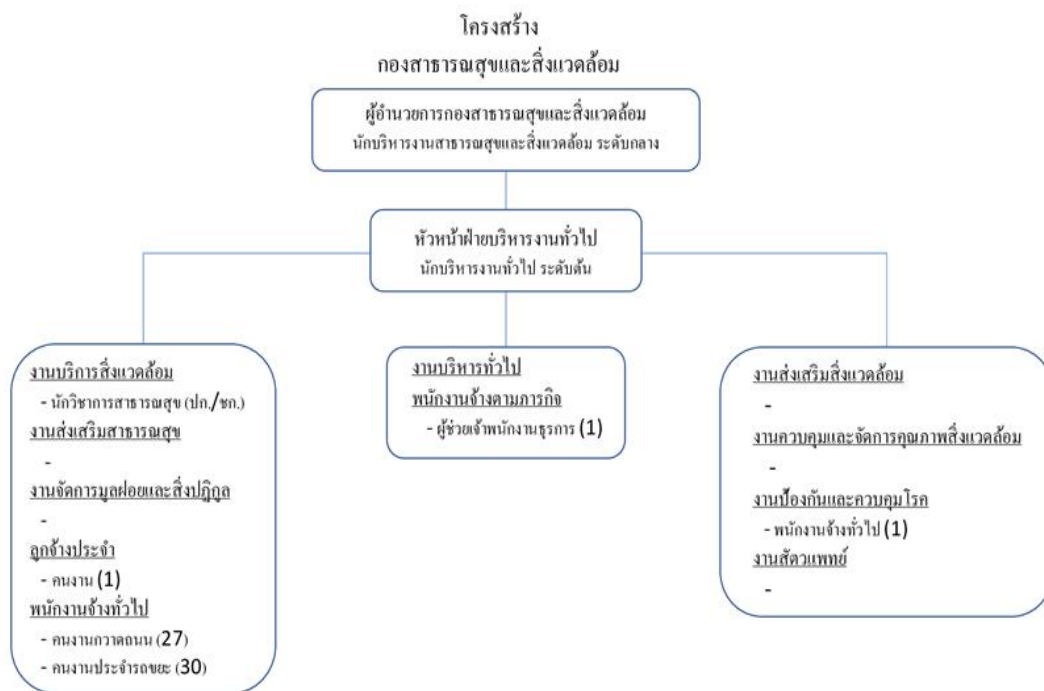 โครงสร้าง
กองสาธารณสุขและสิ่งแวดล้อม
ผู้อำนวยการกองสาธารณสุขและสิ่งแวดล้อม
นักบริหารงานสาธารณสุขและสิ่งแวดล้อม ระดับกลาง
หัวหน้าฝ่ายบริหารงานทั่วไป
นักบริหารงานทั่วไป ระดับต้น
งานบริการสิ่งแวดล้อม
- นักวิชาการสาธารณสุข (ปก./ชก.)
งานส่งเสริมสาธารณสุข
-
งานจัดการมูลฝอยและสิ่งปฏิกูล
-
ลูกจ้างประจำ
- คนงาน (1)
พนักงานจ้างทั่วไป
- คนงานกวาดถนน (27)
- คนงานประจำรถขยะ (30)
งานบริหารทั่วไป
พนักงานจ้างตามภารกิจ
- ผู้ช่วยเจ้าพนักงานธุรการ (1)
งานส่งเสริมสิ่งแวดล้อม
-
งานควบคุมและจัดการคุณภาพสิ่งแวดล้อม
-
งานป้องกันและควบคุมโรค
- พนักงานจ้างทั่วไป (1)
งานสัตวแพทย์
-